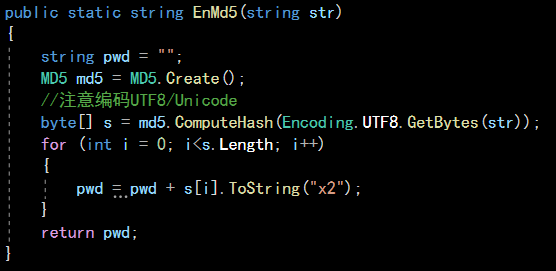 public static string EnMd5(string str)
{
string pwd = "";
MD5 md5 = MD5.Create();
//注意编码UTF8/Unicode
byte[] s = md5.ComputeHash(Encoding.UTF8.GetBytes(str));
for (int i = 0; i<s.Length; i++)
{
pwd = pwd + s[i].ToString("x2");
}
return pwd;
}